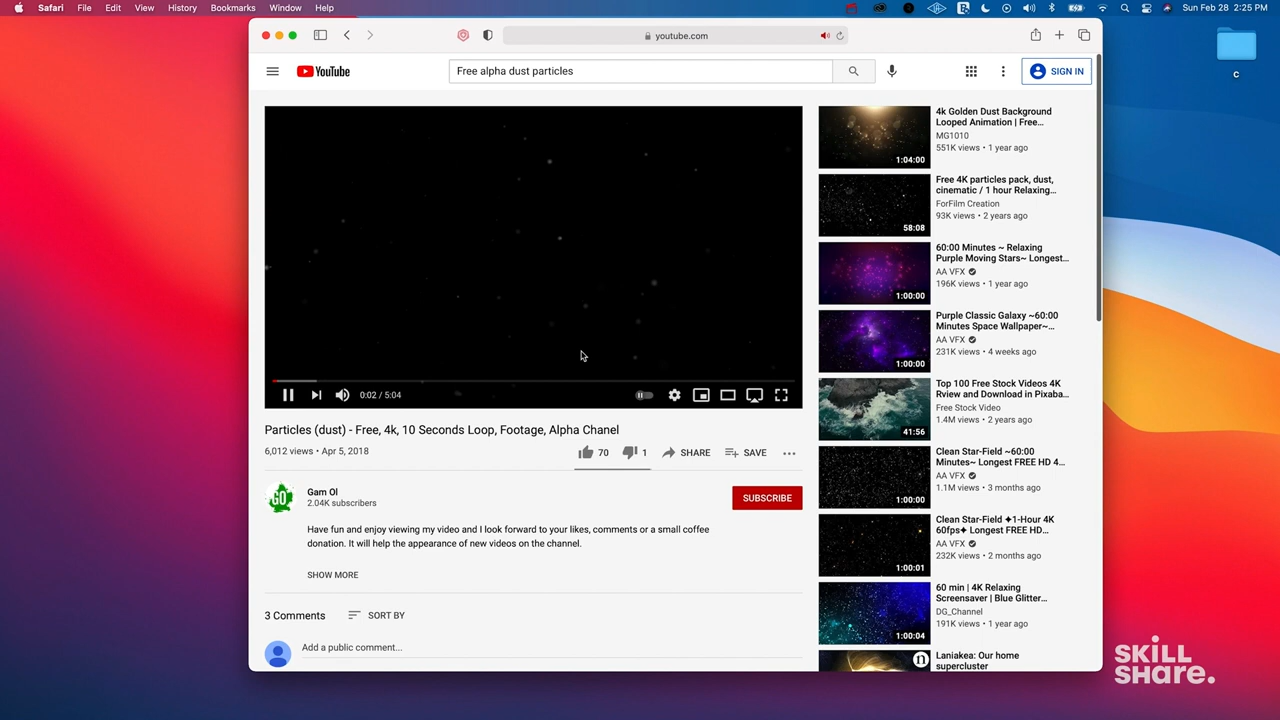 Safari File Edit View History Bookmarks Window Help
Sun Feb 28 2:25 PM
youtube.com
YouTube
Free alpha dust particles
SIGN IN
c
0:02 / 5:04
Particles (dust) - Free, 4k, 10 Seconds Loop, Footage, Alpha Chanel
6,012 views • Apr 5, 2018
70
1
SHARE
SAVE
GO
Gam Ol
2.04K subscribers
SUBSCRIBE
Have fun and enjoy viewing my video and I look forward to your likes, comments or a small coffee
donation. It will help the appearance of new videos on the channel.
SHOW MORE
3 Comments
SORT BY
Add a public comment...
1:04:00
4k Golden Dust Background
Looped Animation | Free...
MG1010
551K views • 1 year ago
58:08
Free 4K particles pack, dust,
cinematic / 1 hour Relaxing...
ForFilm Creation
93K views • 2 years ago
1:00:00
60:00 Minutes ~ Relaxing
Purple Moving Stars~ Longest...
AA VFX
196K views • 1 year ago
1:00:00
Purple Classic Galaxy ~60:00
Minutes Space Wallpaper~...
AA VFX
231K views • 4 weeks ago
41:56
Top 100 Free Stock Videos 4K
Rview and Download in Pixaba...
Free Stock Video
1.4M views • 2 years ago
1:00:00
Clean Star-Field ~60:00
Minutes~ Longest FREE HD 4...
AA VFX
1.1M views • 3 months ago
1:00:01
Clean Star-Field ✦1-Hour 4K
60fps✦ Longest FREE HD...
AA VFX
232K views • 2 months ago
1:00:04
60 min | 4K Relaxing
Screensaver | Blue Glitter...
DG_Channel
191K views • 1 year ago
n
Laniakea: Our home
supercluster
SKILL
SHARE.